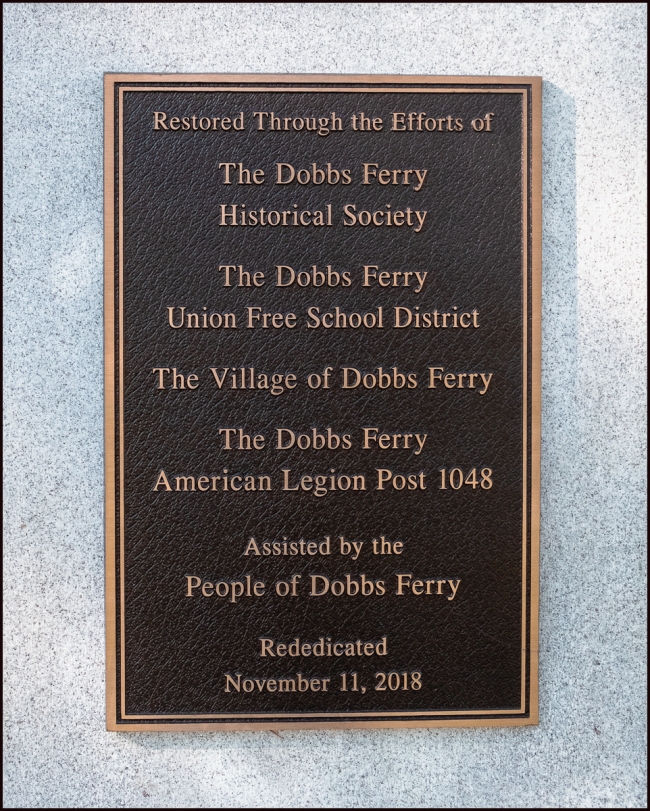 Restored Through the Efforts of
The Dobbs Ferry
Historical Society
The Dobbs Ferry
Union Free School District
The Village of Dobbs Ferry
The Dobbs Ferry
American Legion Post 1048
Assisted by the
People of Dobbs Ferry
Rededicated
November 11, 2018